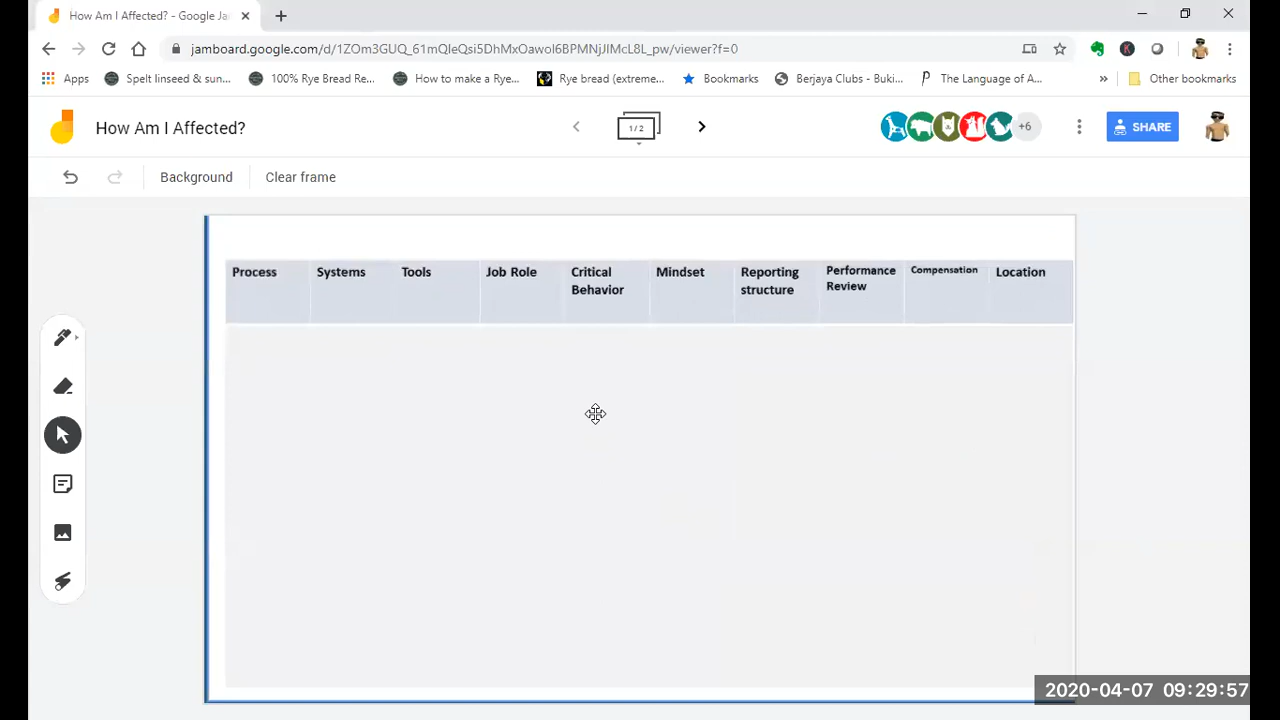 How Am I Affected? - Google Ja
jamboard.google.com/d/1ZOm3GUQ_61mQIeQsi5DhMxOawol6BPMNjJIMcL8L_pw/viewer?f=0
Apps Spelt linseed & sun... 100% Rye Bread Re... How to make a Rye... Rye bread (extreme... Bookmarks Berjaya Clubs - Buki... The Language of A... » Other bookmarks
How Am I Affected?
1 / 2
+6
SHARE
Background
Clear frame
Process
Systems
Tools
Job Role
Critical
Behavior
Mindset
Reporting
structure
Performance
Review
Compensation
Location
2020-04-07 09:29:57